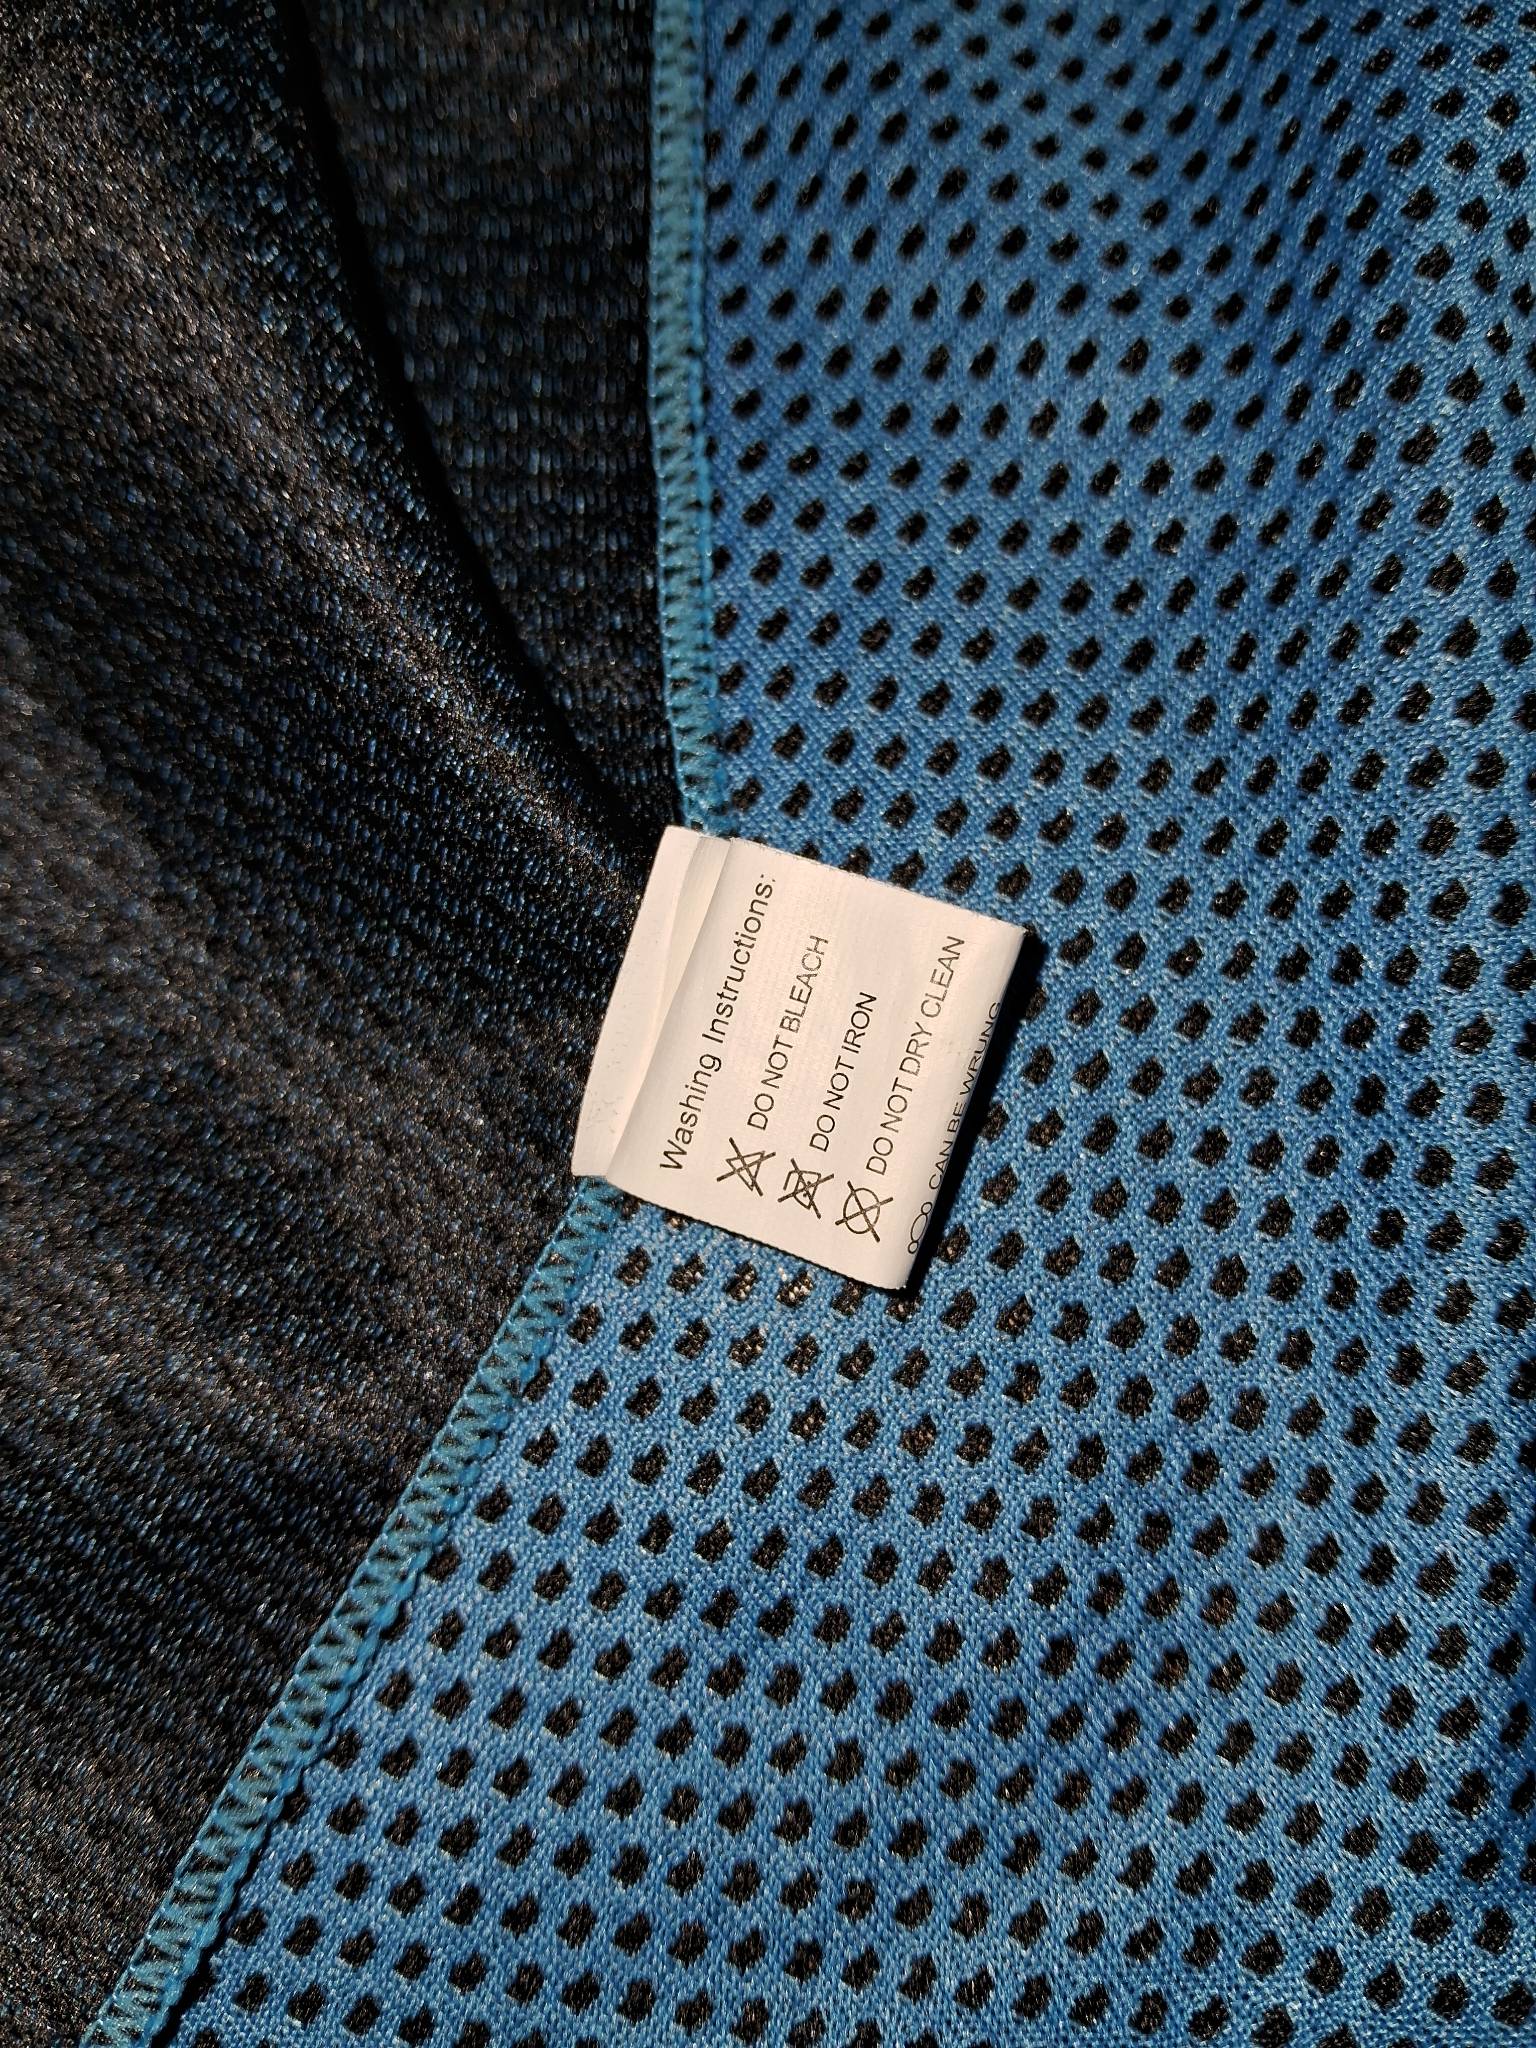 Washing Instructions:
DO NOT BLEACH
DO NOT IRON
DO NOT DRY CLEAN
CAN BE WRUNG